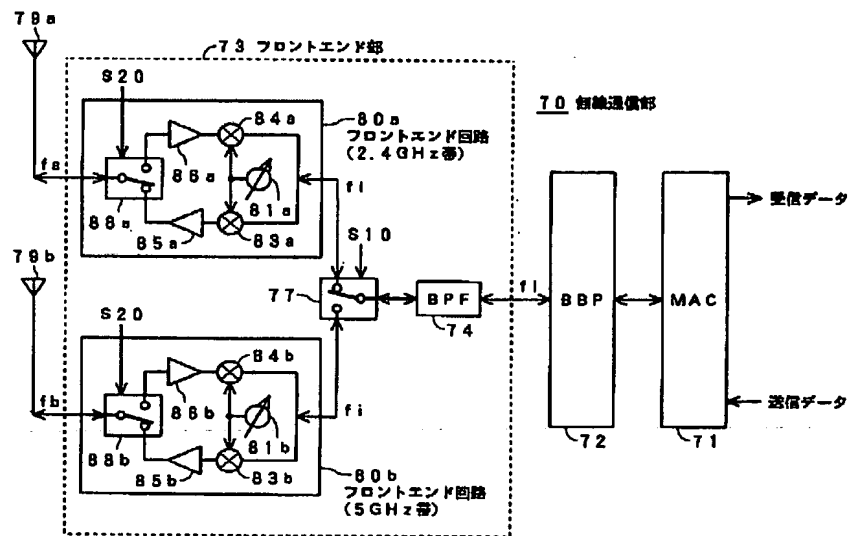 79a
73 フロントエンド部
S20
84a
80a
フロントエンド回路
(2.4GHz帯)
70 無線通信部
fa
86a
81a
fi
88a
85a
83a
受信データ
79b
S10
77
BPF
74
fi
BBP
MAC
S20
84b
fb
86b
81b
fi
88b
85b
83b
送信データ
72
71
80b
フロントエンド回路
(5GHz帯)